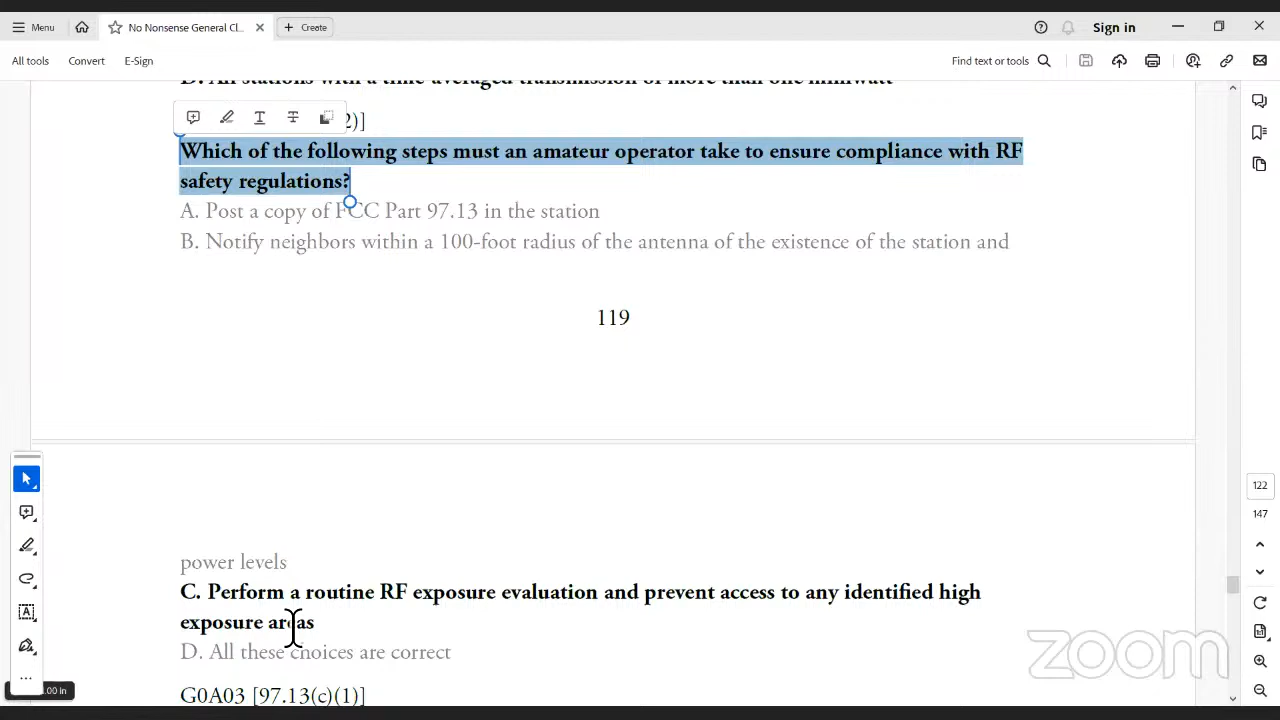 Menu
No Nonsense General Cl...
Create
Sign in
All tools
Convert
E-Sign
Find text or tools
D. All stations with a time-averaged transmission of more than one milliwatt
2)]
Which of the following steps must an amateur operator take to ensure compliance with RF
safety regulations?
A. Post a copy of FCC Part 97.13 in the station
B. Notify neighbors within a 100-foot radius of the antenna of the existence of the station and
119
power levels
C. Perform a routine RF exposure evaluation and prevent access to any identified high
exposure areas
D. All these choices are correct
G0A03 [97.13(c)(1)]
122
147
.00 in
zoom